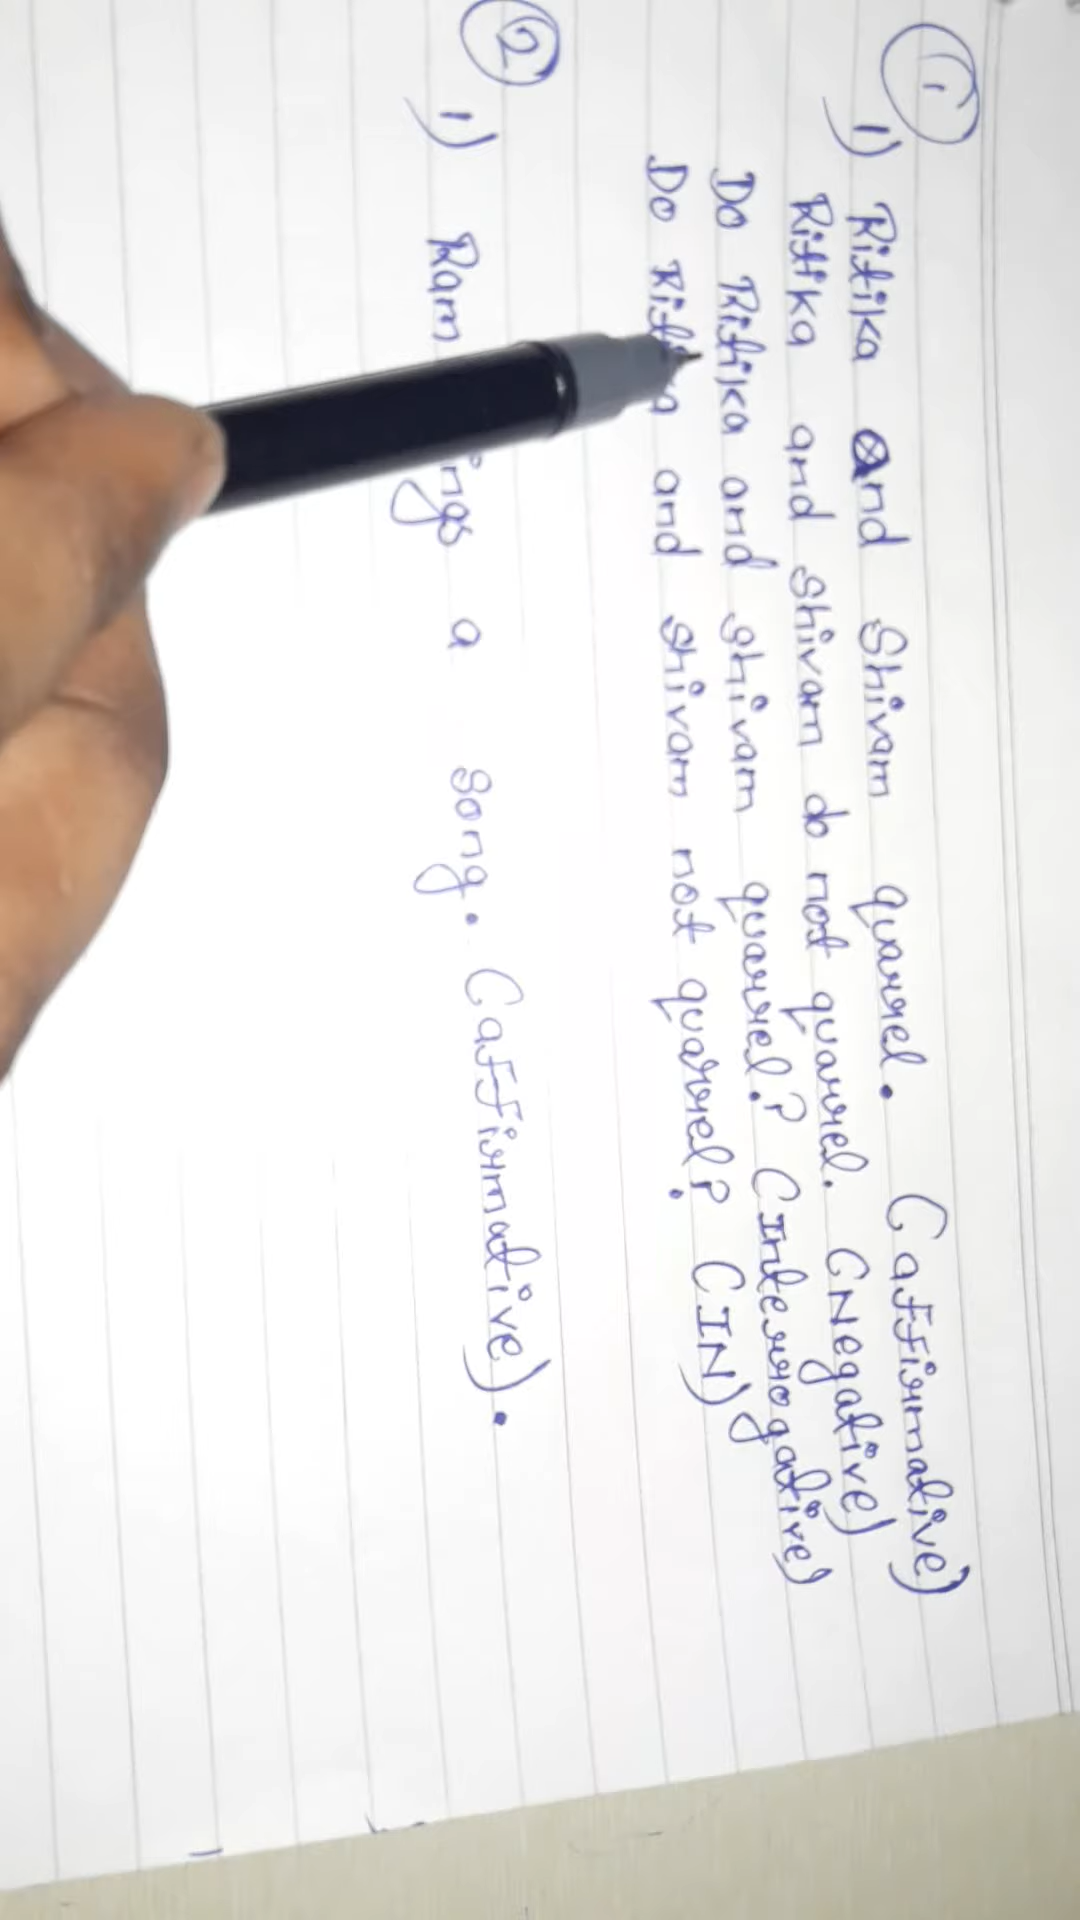 ①
1) Ritika and Shivam quarrel. (affirmative)
Ritika and shivam do not quarrel. (Negative)
Do Ritika and shivam quarrel? (Interrogative)
Do and shivam not quarrel? (IN)
②
1) Ram a song. (affirmative).